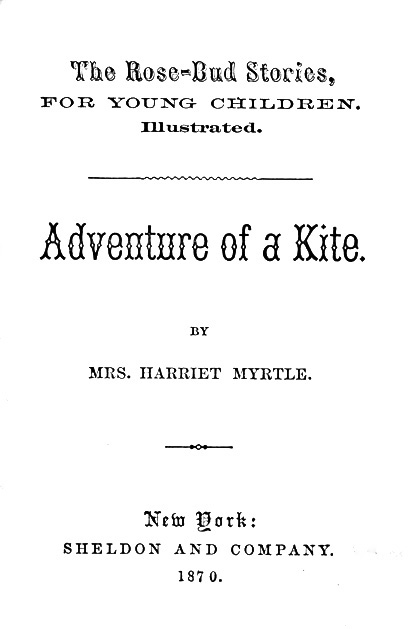 The Rose-Bud Stories,
FOR YOUNG CHILDREN.
Illustrated.
Adventure of a Kite.
BY
MRS. HARRIET MYRTLE.
New York:
SHELDON AND COMPANY.
1870.